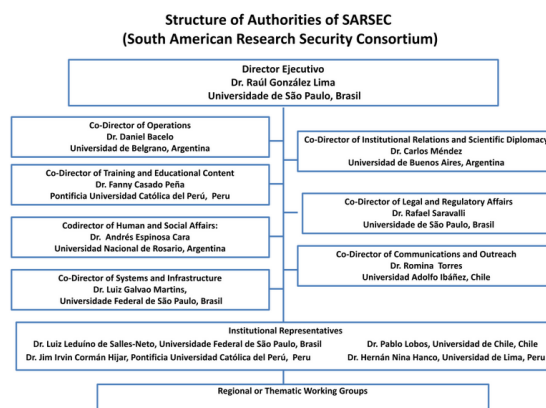 Structure of Authorities of SARSEC
(South American Research Security Consortium)
Director Ejecutivo
Dr. Raúl González Lima
Universidade de São Paulo, Brasil
Co-Director of Operations
Dr. Daniel Bacelo
Universidad de Belgrano, Argentina
Co-Director of Institutional Relations and Scientific Diplomacy
Dr. Carlos Méndez
Universidad de Buenos Aires, Argentina
Co-Director of Training and Educational Content
Dr. Fanny Casado Peña
Pontificia Universidad Católica del Perú, Peru
Co-Director of Legal and Regulatory Affairs
Dr. Rafael Saravalli
Universidade de São Paulo, Brasil
Codirector of Human and Social Affairs:
Dr. Andrés Espinosa Cara
Universidad Nacional de Rosario, Argentina
Co-Director of Communications and Outreach
Dr. Romina Torres
Universidad Adolfo Ibáñez, Chile
Co-Director of Systems and Infrastructure
Dr. Luiz Galvao Martins,
Universidade Federal de São Paulo, Brasil
Institutional Representatives
Dr. Luiz Leduíno de Salles-Neto, Universidade Federal de São Paulo, Brasil
Dr. Pablo Lobos, Universidad de Chile, Chile
Dr. Jim Irvin Cormán Hijar, Pontificia Universidad Católica del Perú, Peru
Dr. Hernán Nina Hanco, Universidad de Lima, Peru
Regional or Thematic Working Groups